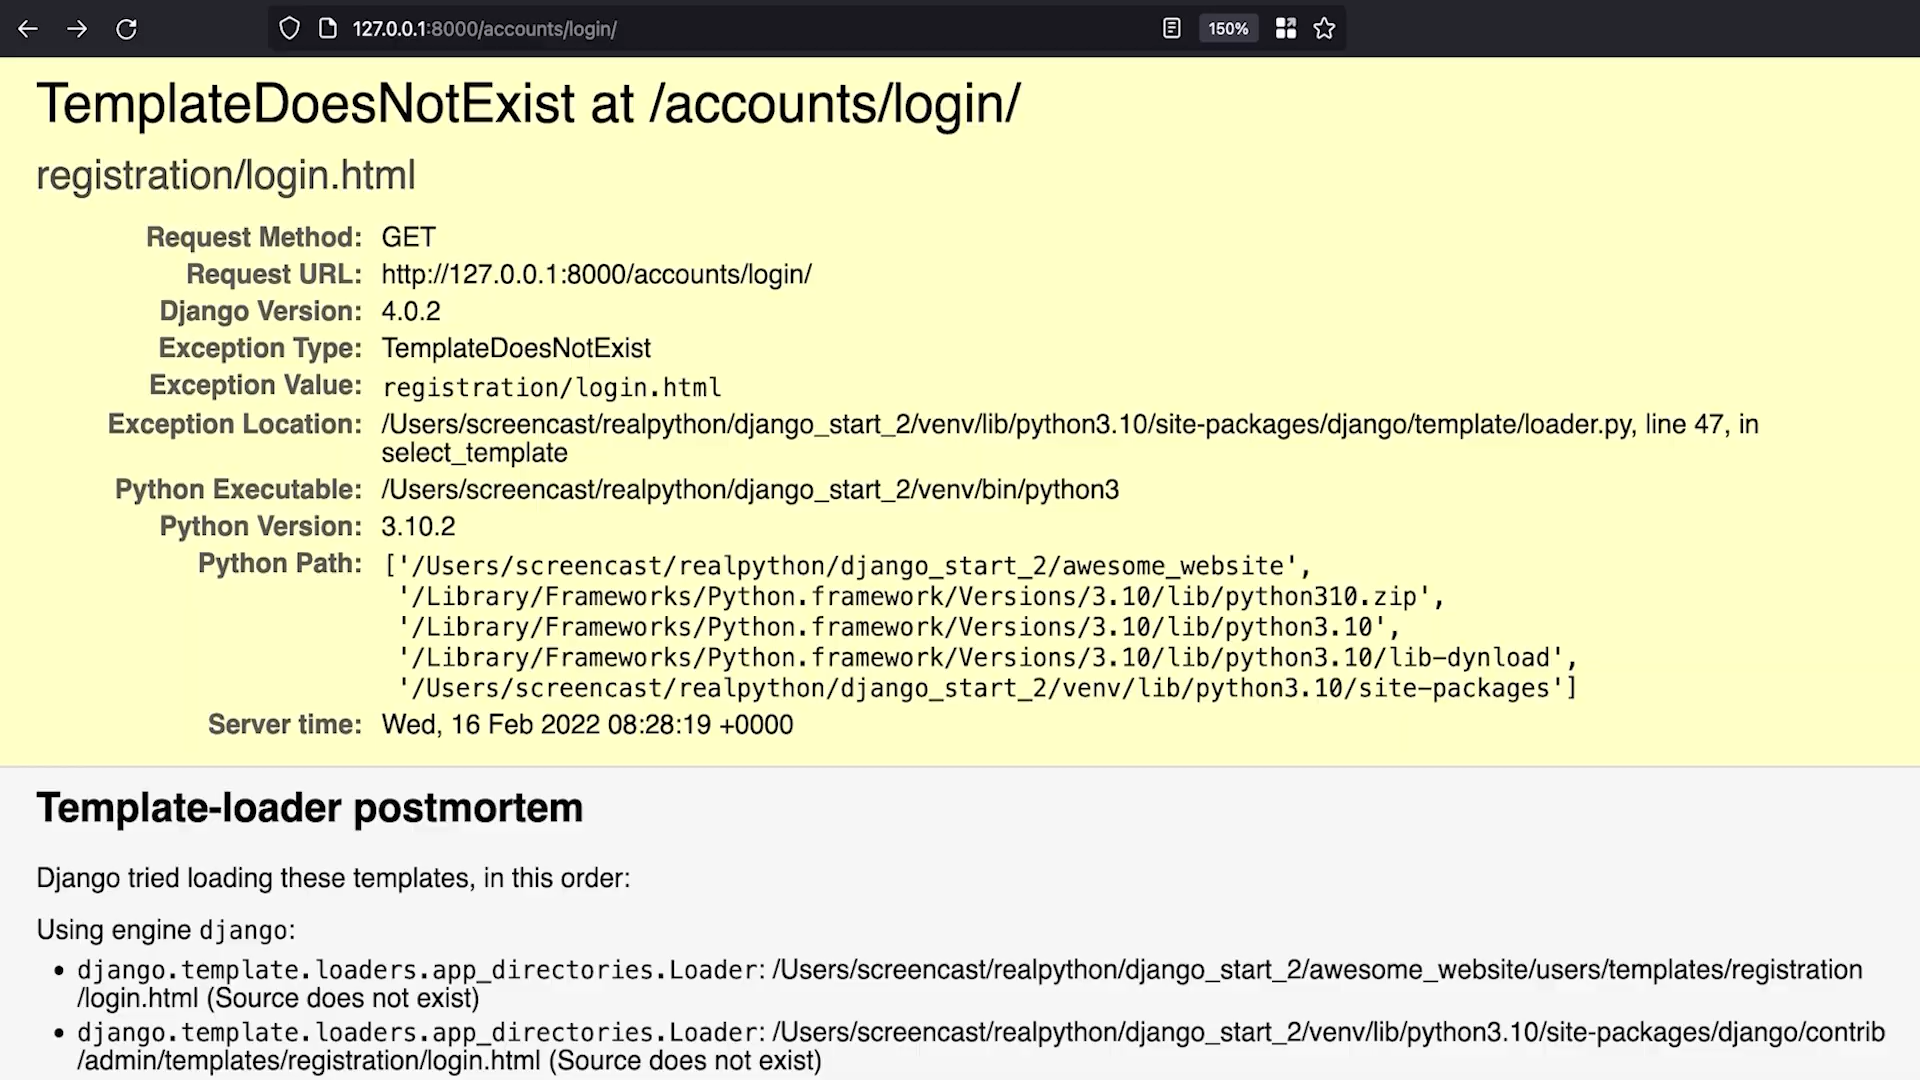 127.0.0.1:8000/accounts/login/
150%
TemplateDoesNotExist at /accounts/login/
registration/login.html
Request Method: GET
Request URL: http://127.0.0.1:8000/accounts/login/
Django Version: 4.0.2
Exception Type: TemplateDoesNotExist
Exception Value: registration/login.html
Exception Location: /Users/screencast/realpython/django_start_2/venv/lib/python3.10/site-packages/django/template/loader.py, line 47, in
select_template
Python Executable: /Users/screencast/realpython/django_start_2/venv/bin/python3
Python Version: 3.10.2
Python Path: ['/Users/screencast/realpython/django_start_2/awesome_website',
'/Library/Frameworks/Python.framework/Versions/3.10/lib/python310.zip',
'/Library/Frameworks/Python.framework/Versions/3.10/lib/python3.10',
'/Library/Frameworks/Python.framework/Versions/3.10/lib/python3.10/lib-dynload',
'/Users/screencast/realpython/django_start_2/venv/lib/python3.10/site-packages']
Server time: Wed, 16 Feb 2022 08:28:19 +0000
Template-loader postmortem
Django tried loading these templates, in this order:
Using engine django:
• django.template.loaders.app_directories.Loader: /Users/screencast/realpython/django_start_2/awesome_website/users/templates/registration
/login.html (Source does not exist)
• django.template.loaders.app_directories.Loader: /Users/screencast/realpython/django_start_2/venv/lib/python3.10/site-packages/django/contrib
/admin/templates/registration/login.html (Source does not exist)